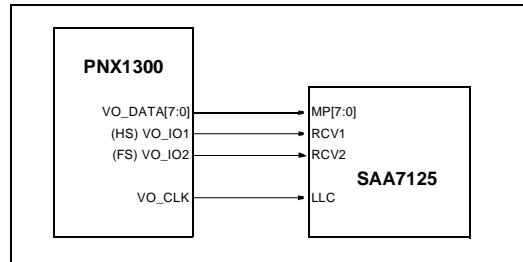 PNX1300
VO_DATA[7:0] MP[7:0]
(HS) VO_IO1 RCV1
(FS) VO_IO2 RCV2
SAA7125
VO_CLK LLC